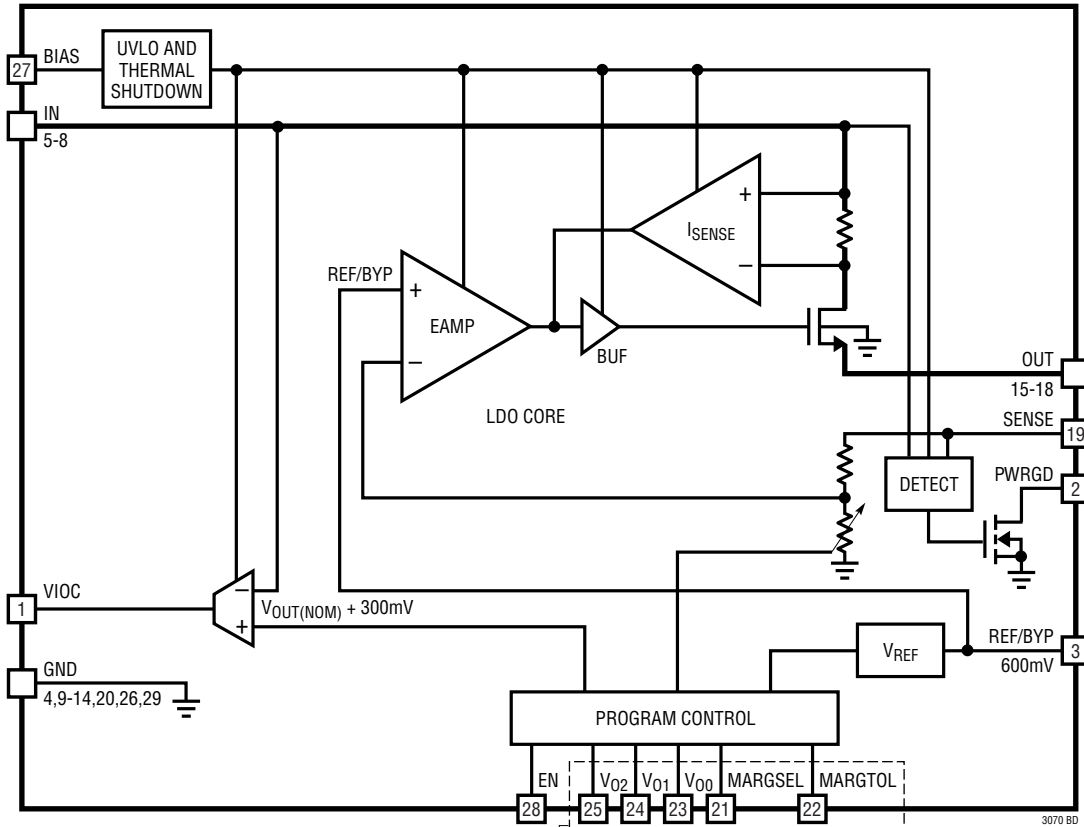 UVLO AND
THERMAL
SHUTDOWN
27
BIAS
IN
5-8
+
ISENSE
–
REF/BYP
+
EAMP
–
BUF
LDO CORE
OUT
15-18
SENSE
19
DETECT
PWRGD
2
1
VIOC
–
VOUT(NOM) + 300mV
+
VREF
REF/BYP
3
600mV
GND
4,9-14,20,26,29
PROGRAM CONTROL
EN
VO2
VO1
VO0
MARGSEL
MARGTOL
28
25
24
23
21
22
3070 BD